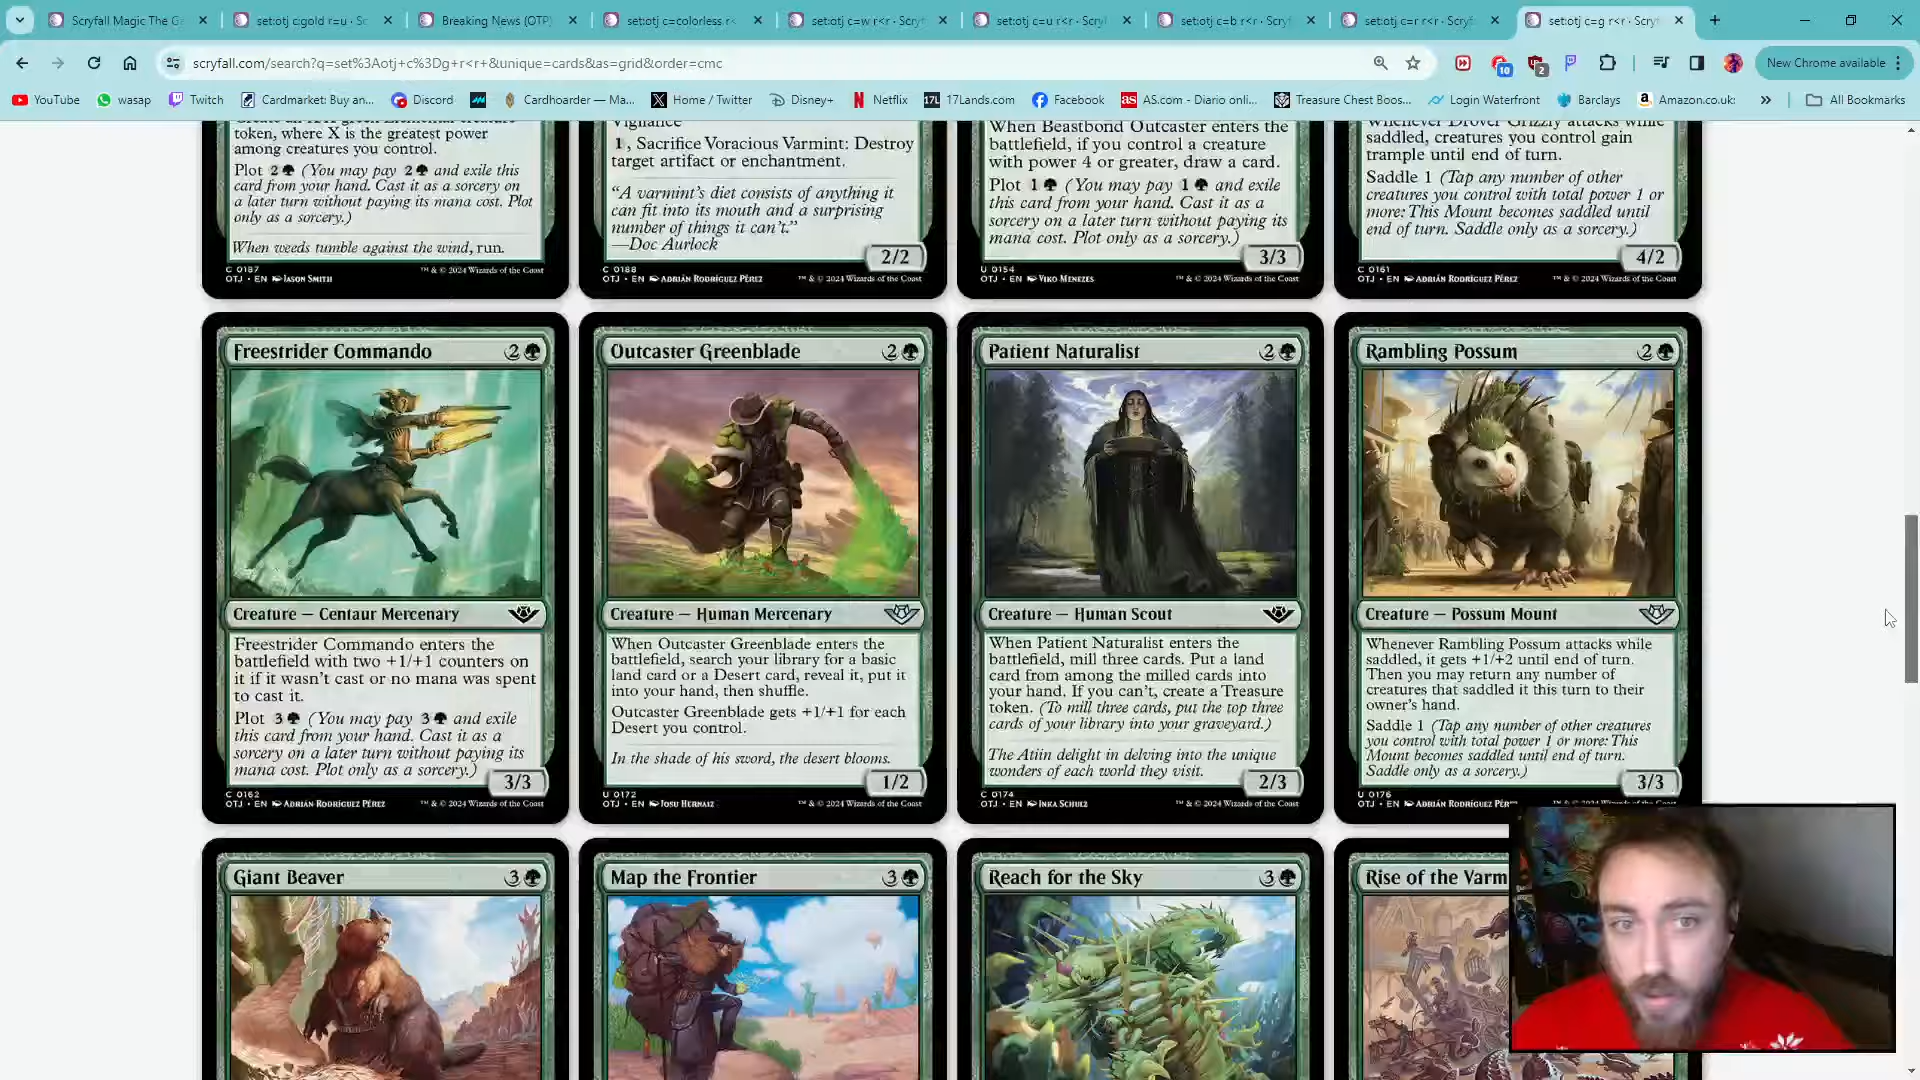 Scryfall Magic The Ga
set:otj c:gold r=u · Sc
Breaking News (OTP)
set:otj c=colorless r<
set:otj c=w r<r · Scryf
set:otj c=u r<r · Scryf
set:otj c=b r<r · Scryf
set:otj c=r r<r · Scryf
set:otj c=g r<r · Scryf
scryfall.com/search?q=set%3Aotj+c%3Dg+r<r+&unique=cards&as=grid&order=cmc
10
2
New Chrome available
YouTube
wasap
Twitch
Cardmarket: Buy an...
Discord
Cardhoarder — Ma...
Home / Twitter
Disney+
Netflix
17L 17Lands.com
Facebook
as AS.com - Diario onli...
Treasure Chest Boos...
Login Waterfront
Barclays
Amazon.co.uk:
All Bookmarks
token, where X is the greatest power
among creatures you control.
Plot 2 (You may pay 2 and exile
this card from your hand. Cast it as a sorcery on
a later turn without paying its mana cost. Plot
only as a sorcery.)
When weeds tumble against the wind, run.
C 0187
OTJ • EN Jason Smith
™ & © 2024 Wizards of the Coast
Vigilance
1, Sacrifice Voracious Varmint: Destroy
target artifact or enchantment.
“A varmint's diet consists of anything it
can fit into its mouth and a surprising
number of things it can't.”
—Doc Aurlock
2/2
C 0188
OTJ • EN Adrián Rodríguez Pérez
™ & © 2024 Wizards of the Coast
When Beastbond Outcaster enters the
battlefield, if you control a creature
with power 4 or greater, draw a card.
Plot 1 (You may pay 1 and exile
this card from your hand. Cast it as a
sorcery on a later turn without paying its
mana cost. Plot only as a sorcery.)
3/3
U 0154
OTJ • EN Viko Menezes
™ & © 2024 Wizards of the Coast
Whenever Drover Grizzly attacks while
saddled, creatures you control gain
trample until end of turn.
Saddle 1 (Tap any number of other
creatures you control with total power 1 or
more: This Mount becomes saddled until
end of turn. Saddle only as a sorcery.)
4/2
C 0161
OTJ • EN Adrián Rodríguez Pérez
™ & © 2024 Wizards of the Coast
Freestrider Commando 2
Creature — Centaur Mercenary
Freestrider Commando enters the
battlefield with two +1/+1 counters on
it if it wasn't cast or no mana was spent
to cast it.
Plot 3 (You may pay 3 and exile
this card from your hand. Cast it as a
sorcery on a later turn without paying its
mana cost. Plot only as a sorcery.)
3/3
C 0162
OTJ • EN Adrián Rodríguez Pérez
™ & © 2024 Wizards of the Coast
Outcaster Greenblade 2
Creature — Human Mercenary
When Outcaster Greenblade enters the
battlefield, search your library for a basic
land card or a Desert card, reveal it, put it
into your hand, then shuffle.
Outcaster Greenblade gets +1/+1 for each
Desert you control.
In the shade of his sword, the desert blooms.
1/2
U 0172
OTJ • EN Josu Hernaiz
™ & © 2024 Wizards of the Coast
Patient Naturalist 2
Creature — Human Scout
When Patient Naturalist enters the
battlefield, mill three cards. Put a land
card from among the milled cards into
your hand. If you can't, create a Treasure
token. (To mill three cards, put the top three
cards of your library into your graveyard.)
The Atiin delight in delving into the unique
wonders of each world they visit.
2/3
C 0174
OTJ • EN Inka Schulz
™ & © 2024 Wizards of the Coast
Rambling Possum 2
Creature — Possum Mount
Whenever Rambling Possum attacks while
saddled, it gets +1/+2 until end of turn.
Then you may return any number of
creatures that saddled it this turn to their
owner's hand.
Saddle 1 (Tap any number of other creatures
you control with total power 1 or more: This
Mount becomes saddled until end of turn.
Saddle only as a sorcery.)
3/3
U 0176
OTJ • EN Adrián Rodríguez Pér
Giant Beaver 3
Map the Frontier 3
Reach for the Sky 3
Rise of the Varm